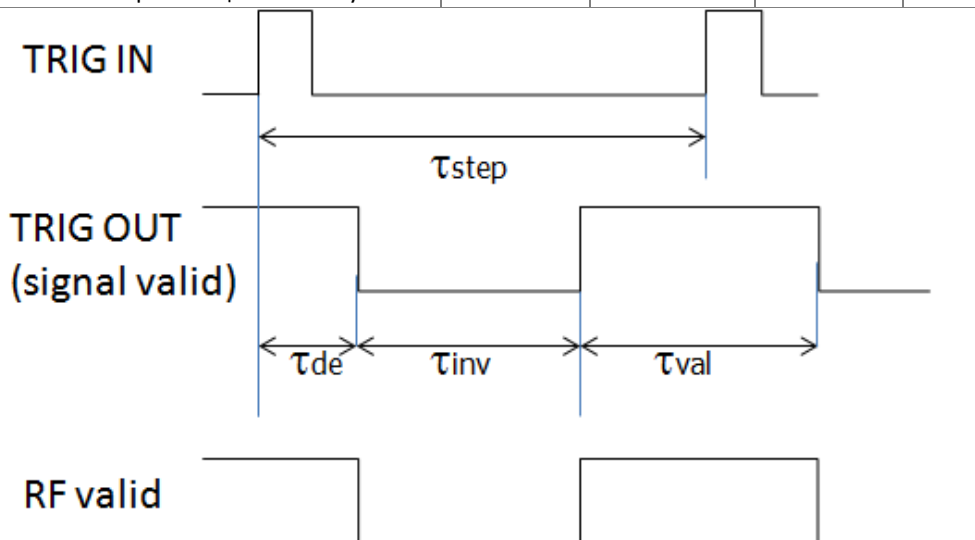 TRIG IN
τstep
TRIG OUT
(signal valid)
τde
τinv
τval
RF valid